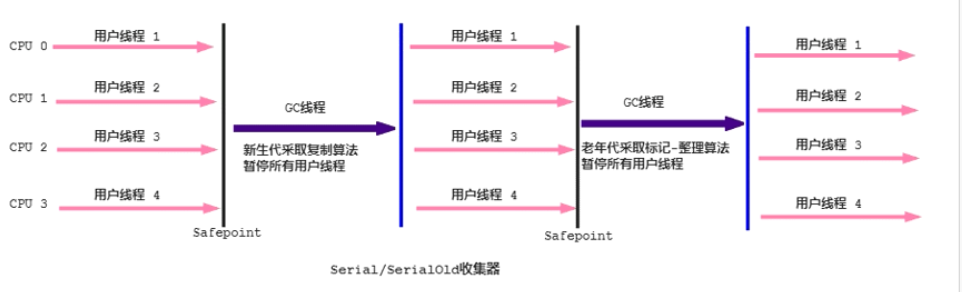 用户线程 1
用户线程 1
用户线程 1
CPU 0
用户线程 2
用户线程 2
用户线程 2
CPU 1
GC线程
GC线程
用户线程 3
用户线程 3
用户线程 3
CPU 2
新生代采取复制算法
暂停所有用户线程
老年代采取标记-整理算法
暂停所有用户线程
用户线程 4
用户线程 4
用户线程 4
CPU 3
Safepoint
Safepoint
Serial/SerialOld收集器